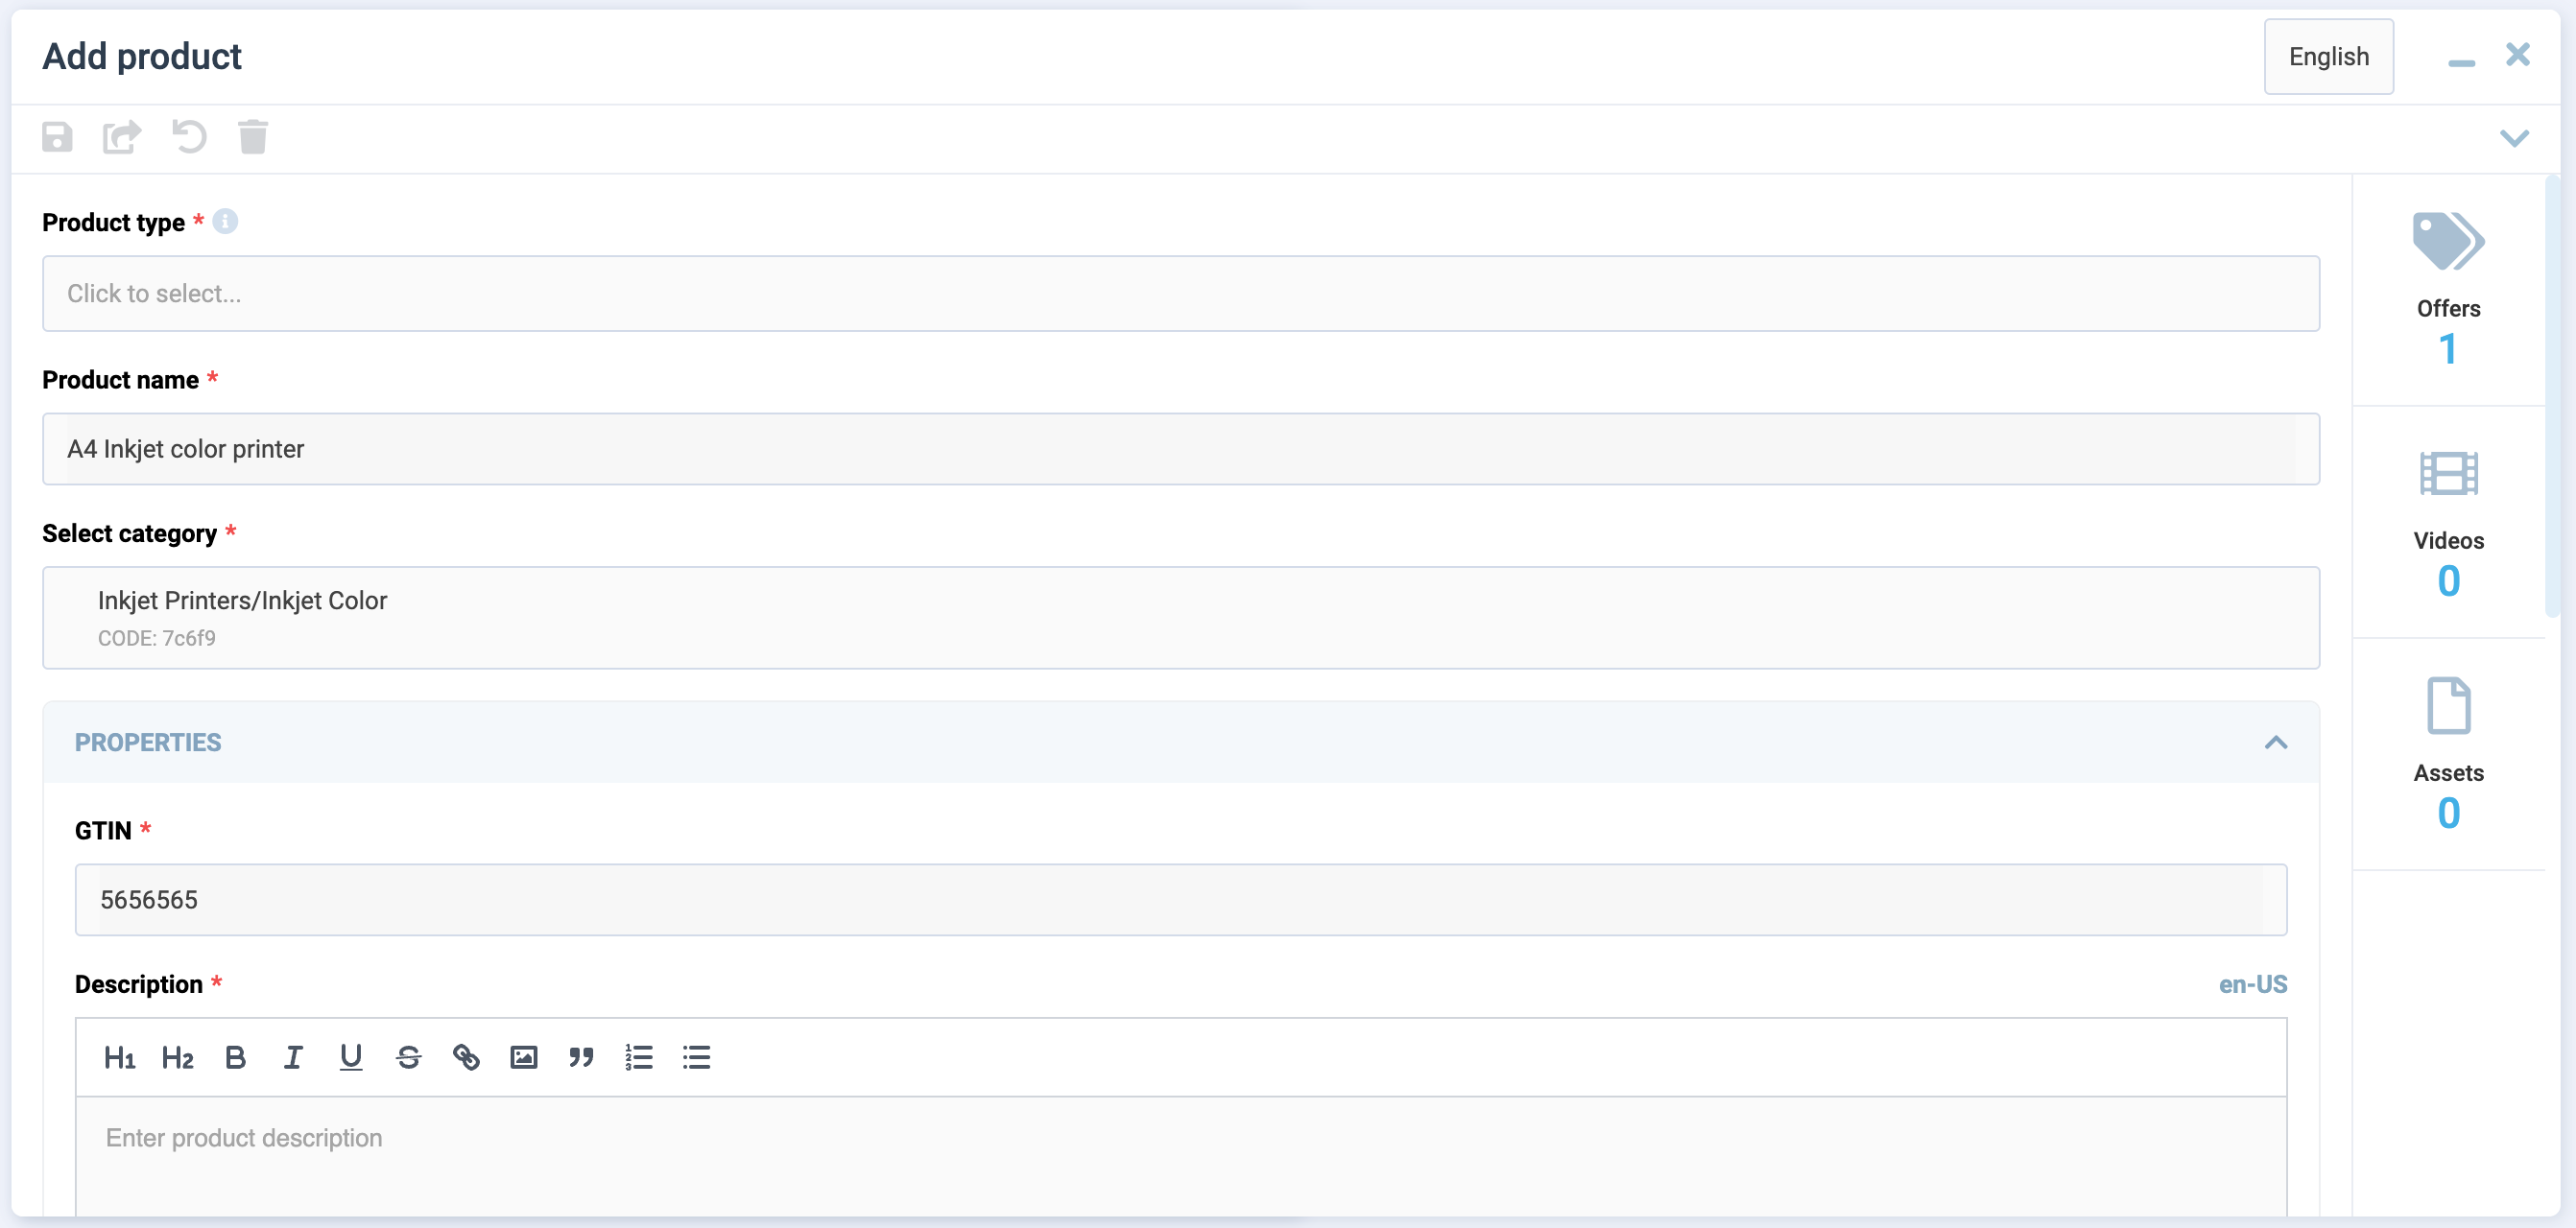 Add product
English
Product type *
Click to select...
Product name *
A4 Inkjet color printer
Select category *
Inkjet Printers/Inkjet Color
CODE: 7c6f9
PROPERTIES
GTIN *
5656565
Description *
en-US
H1 H2 B I U S
Enter product description
Offers
1
Videos
0
Assets
0